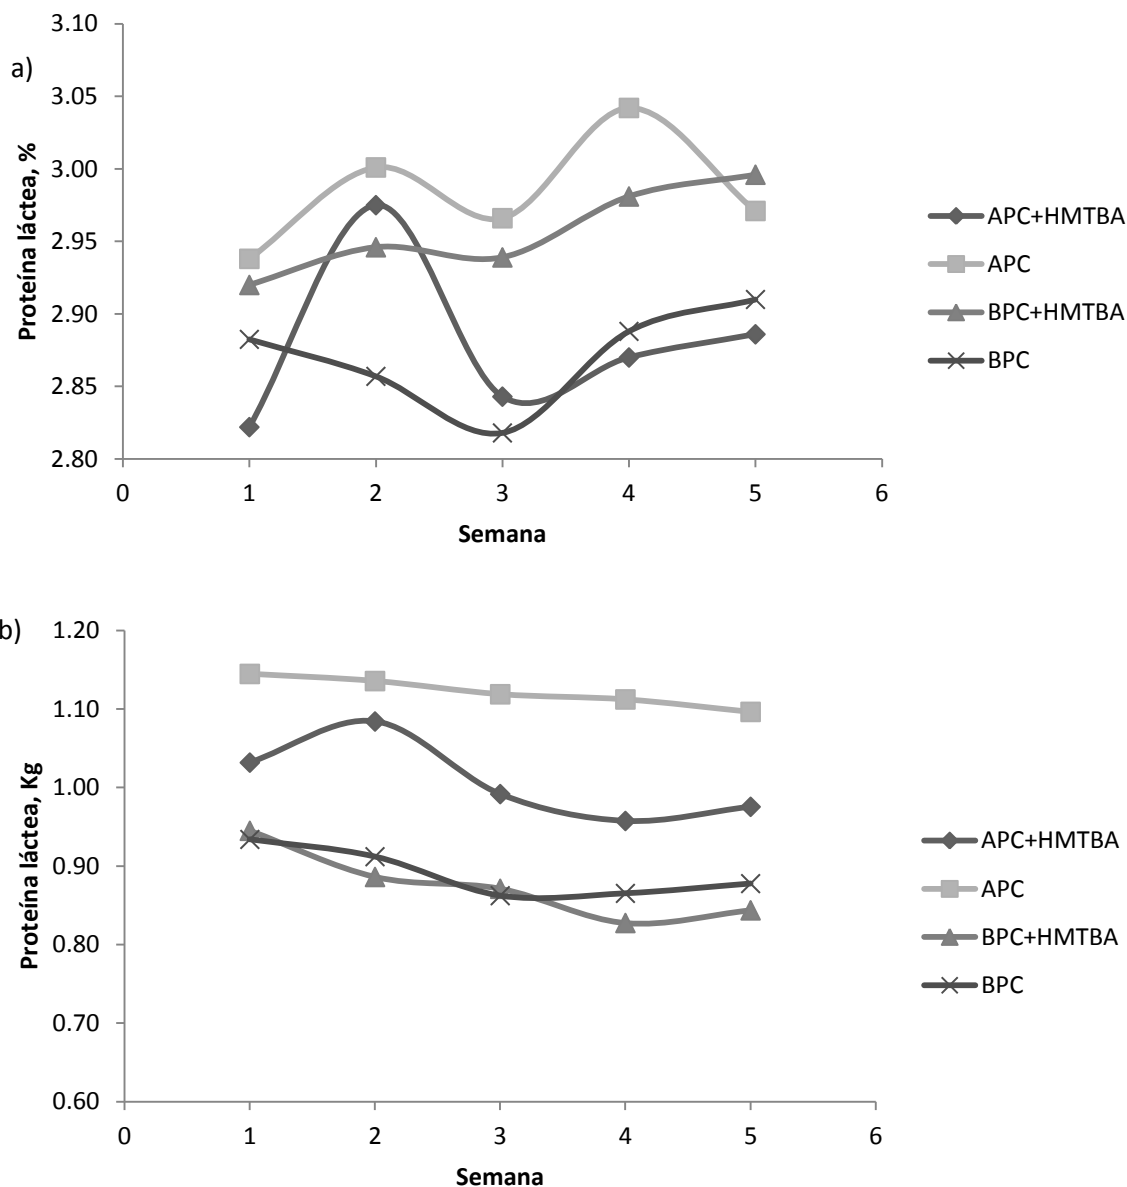 a)
Proteína láctea, %
3.10
3.05
3.00
2.95
2.90
2.85
2.80
0 1 2 3 4 5 6
Semana
APC+HMTBA
APC
BPC+HMTBA
BPC
b)
Proteína láctea, Kg
1.20
1.10
1.00
0.90
0.80
0.70
0.60
0 1 2 3 4 5 6
Semana
APC+HMTBA
APC
BPC+HMTBA
BPC